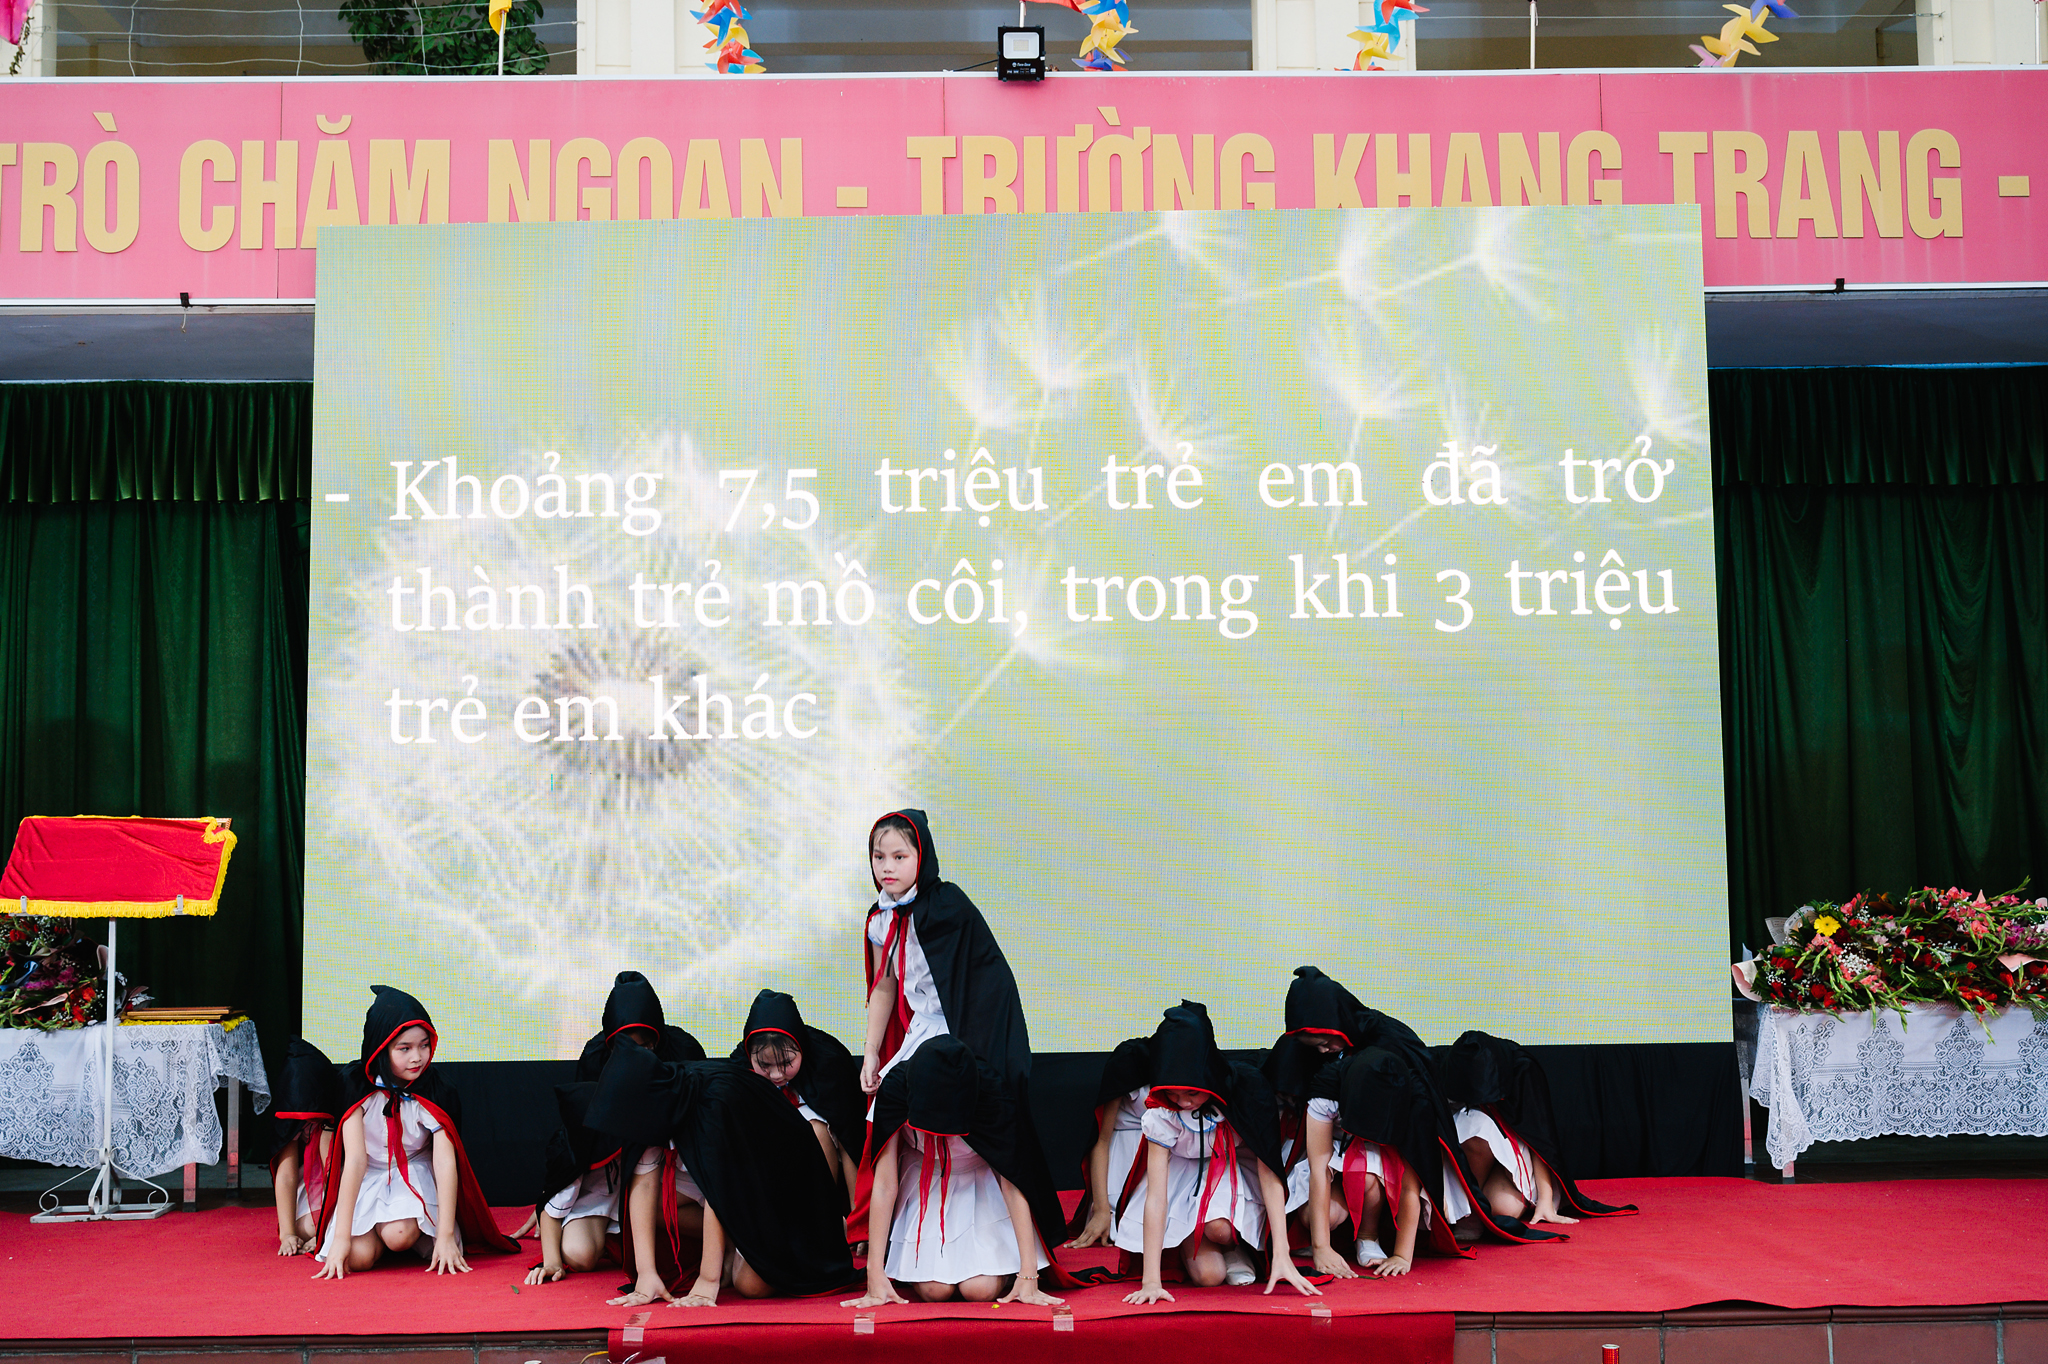 TRÒ CHĂM NGOAN - TRƯỜNG KHANG TRANG -
- Khoảng 7,5 triệu trẻ em đã trở
thành trẻ mồ côi, trong khi 3 triệu
trẻ em khác